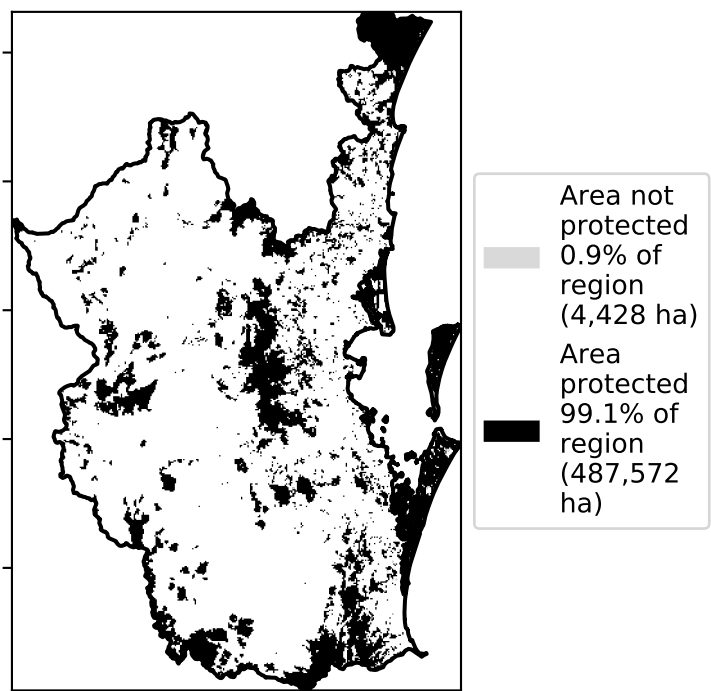 Area not
protected
0.9% of
region
(4,428 ha)
Area
protected
99.1% of
region
(487,572
ha)